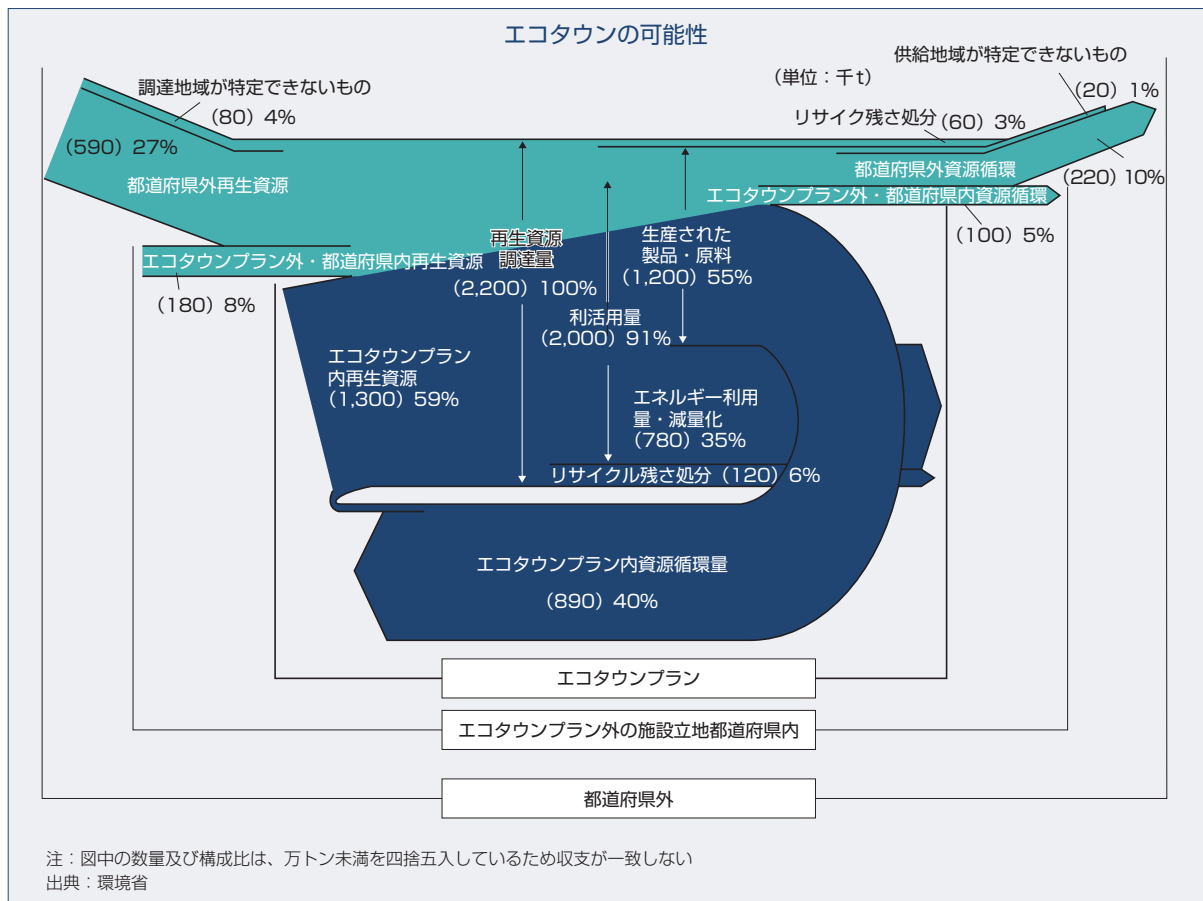 エコタウンの可能性
（単位：千t）
供給地域が特定できないもの
（20）1%
調達地域が特定できないもの
（80）4%
リサイク残さ処分（60）3%
（590）27%
都道府県外再生資源
都道府県外資源循環
（220）10%
エコタウンプラン外・都道府県内資源循環
（100）5%
エコタウンプラン外・都道府県内再生資源
（180）8%
再生資源
調達量
（2,200）100%
生産された
製品・原料
（1,200）55%
利活用量
（2,000）91%
エコタウンプラン
内再生資源
（1,300）59%
エネルギー利用
量・減量化
（780）35%
リサイクル残さ処分（120）6%
エコタウンプラン内資源循環量
（890）40%
エコタウンプラン
エコタウンプラン外の施設立地都道府県内
都道府県外
注：図中の数量及び構成比は、万トン未満を四捨五入しているため収支が一致しない
出典：環境省